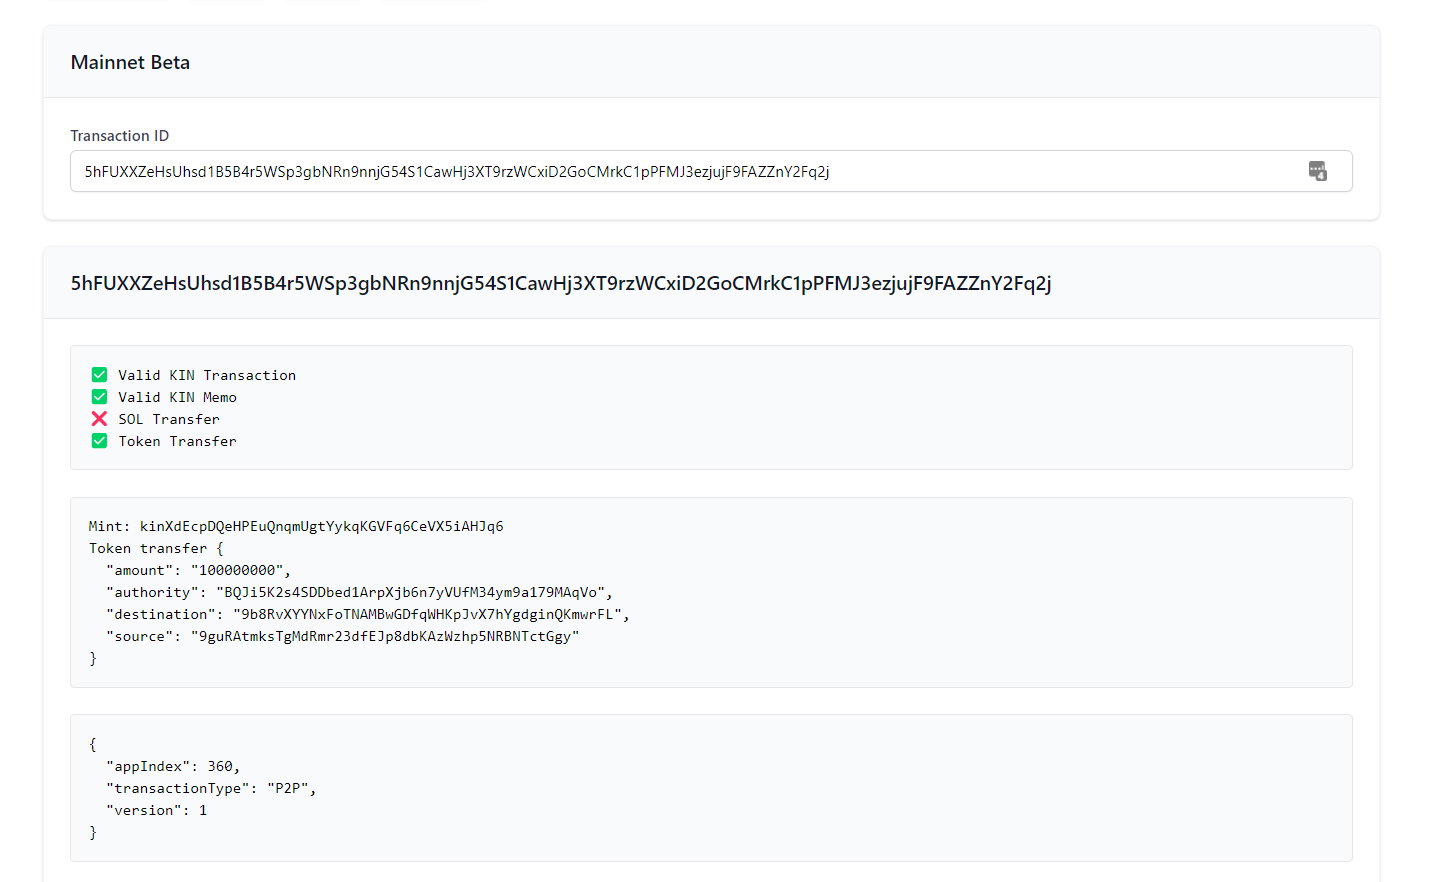 Mainnet Beta
Transaction ID
5hFUXXZeHsUhsd1B5B4r5WSp3gbNRn9nnjG54S1CawHj3XT9rzWCxiD2GoCMrkC1pPFMJ3ezjujF9FAZZnY2Fq2j
4
5hFUXXZeHsUhsd1B5B4r5WSp3gbNRn9nnjG54S1CawHj3XT9rzWCxiD2GoCMrkC1pPFMJ3ezjujF9FAZZnY2Fq2j
✅ Valid KIN Transaction
✅ Valid KIN Memo
❌ SOL Transfer
✅ Token Transfer
Mint: kinXdEcpDQeHPEuQnqmUgtYykqKGVFq6CeVX5iAHJq6
Token transfer {
  "amount": "100000000",
  "authority": "BQJi5K2s4SDDbed1ArpXjb6n7yVUfM34ym9a179MAqVo",
  "destination": "9b8RvXYYNxFoTNAMBwGDfqWHKpJvX7hYgdginQKmwrFL",
  "source": "9guRAtmksTgMdRmr23dfEJp8dbKAzWzhp5NRBNTctGgy"
}
{
  "appIndex": 360,
  "transactionType": "P2P",
  "version": 1
}